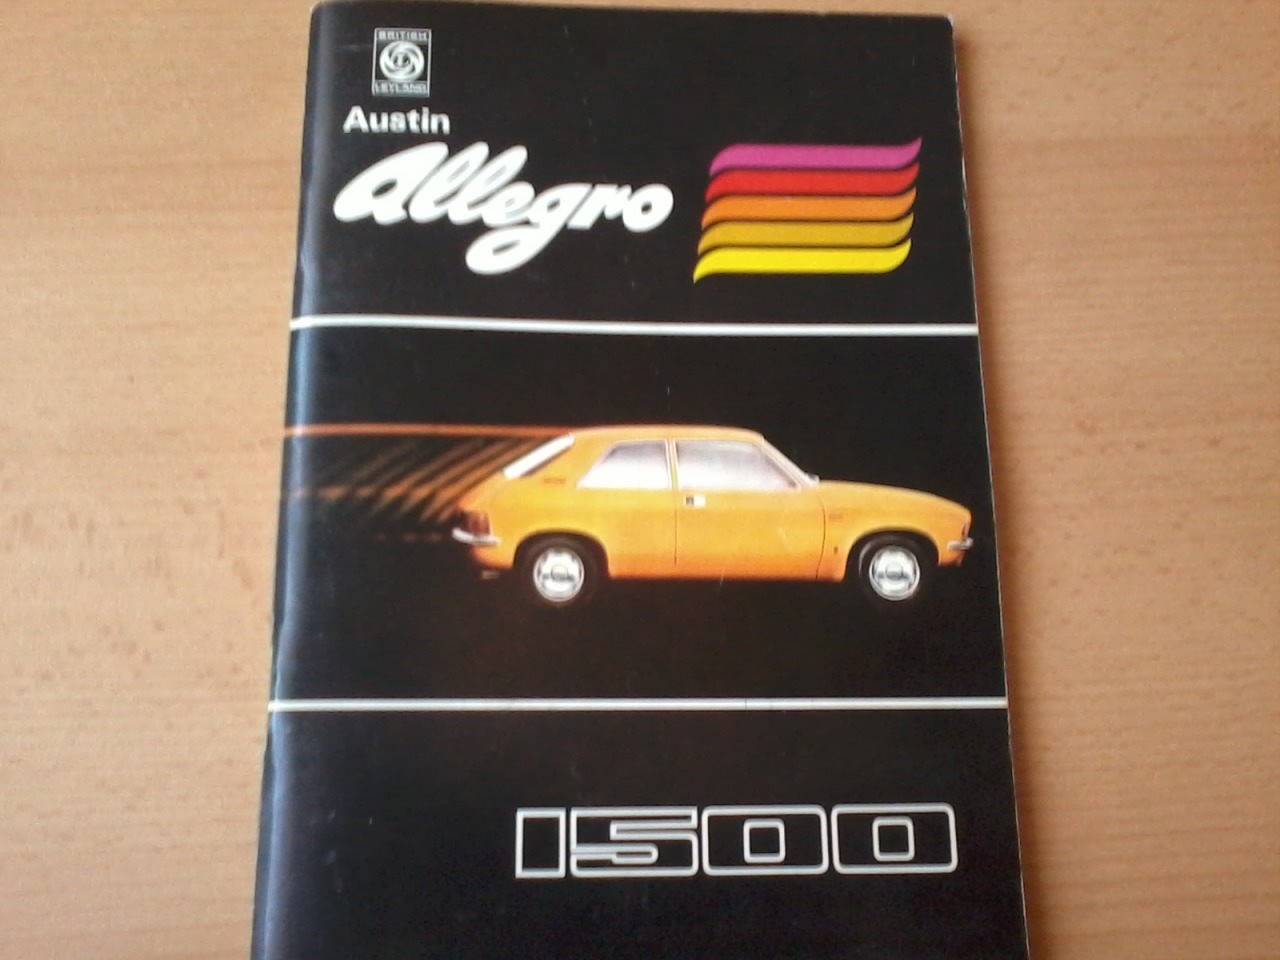 BRITISH
L
LEYLAND
Austin
Allegro
1500